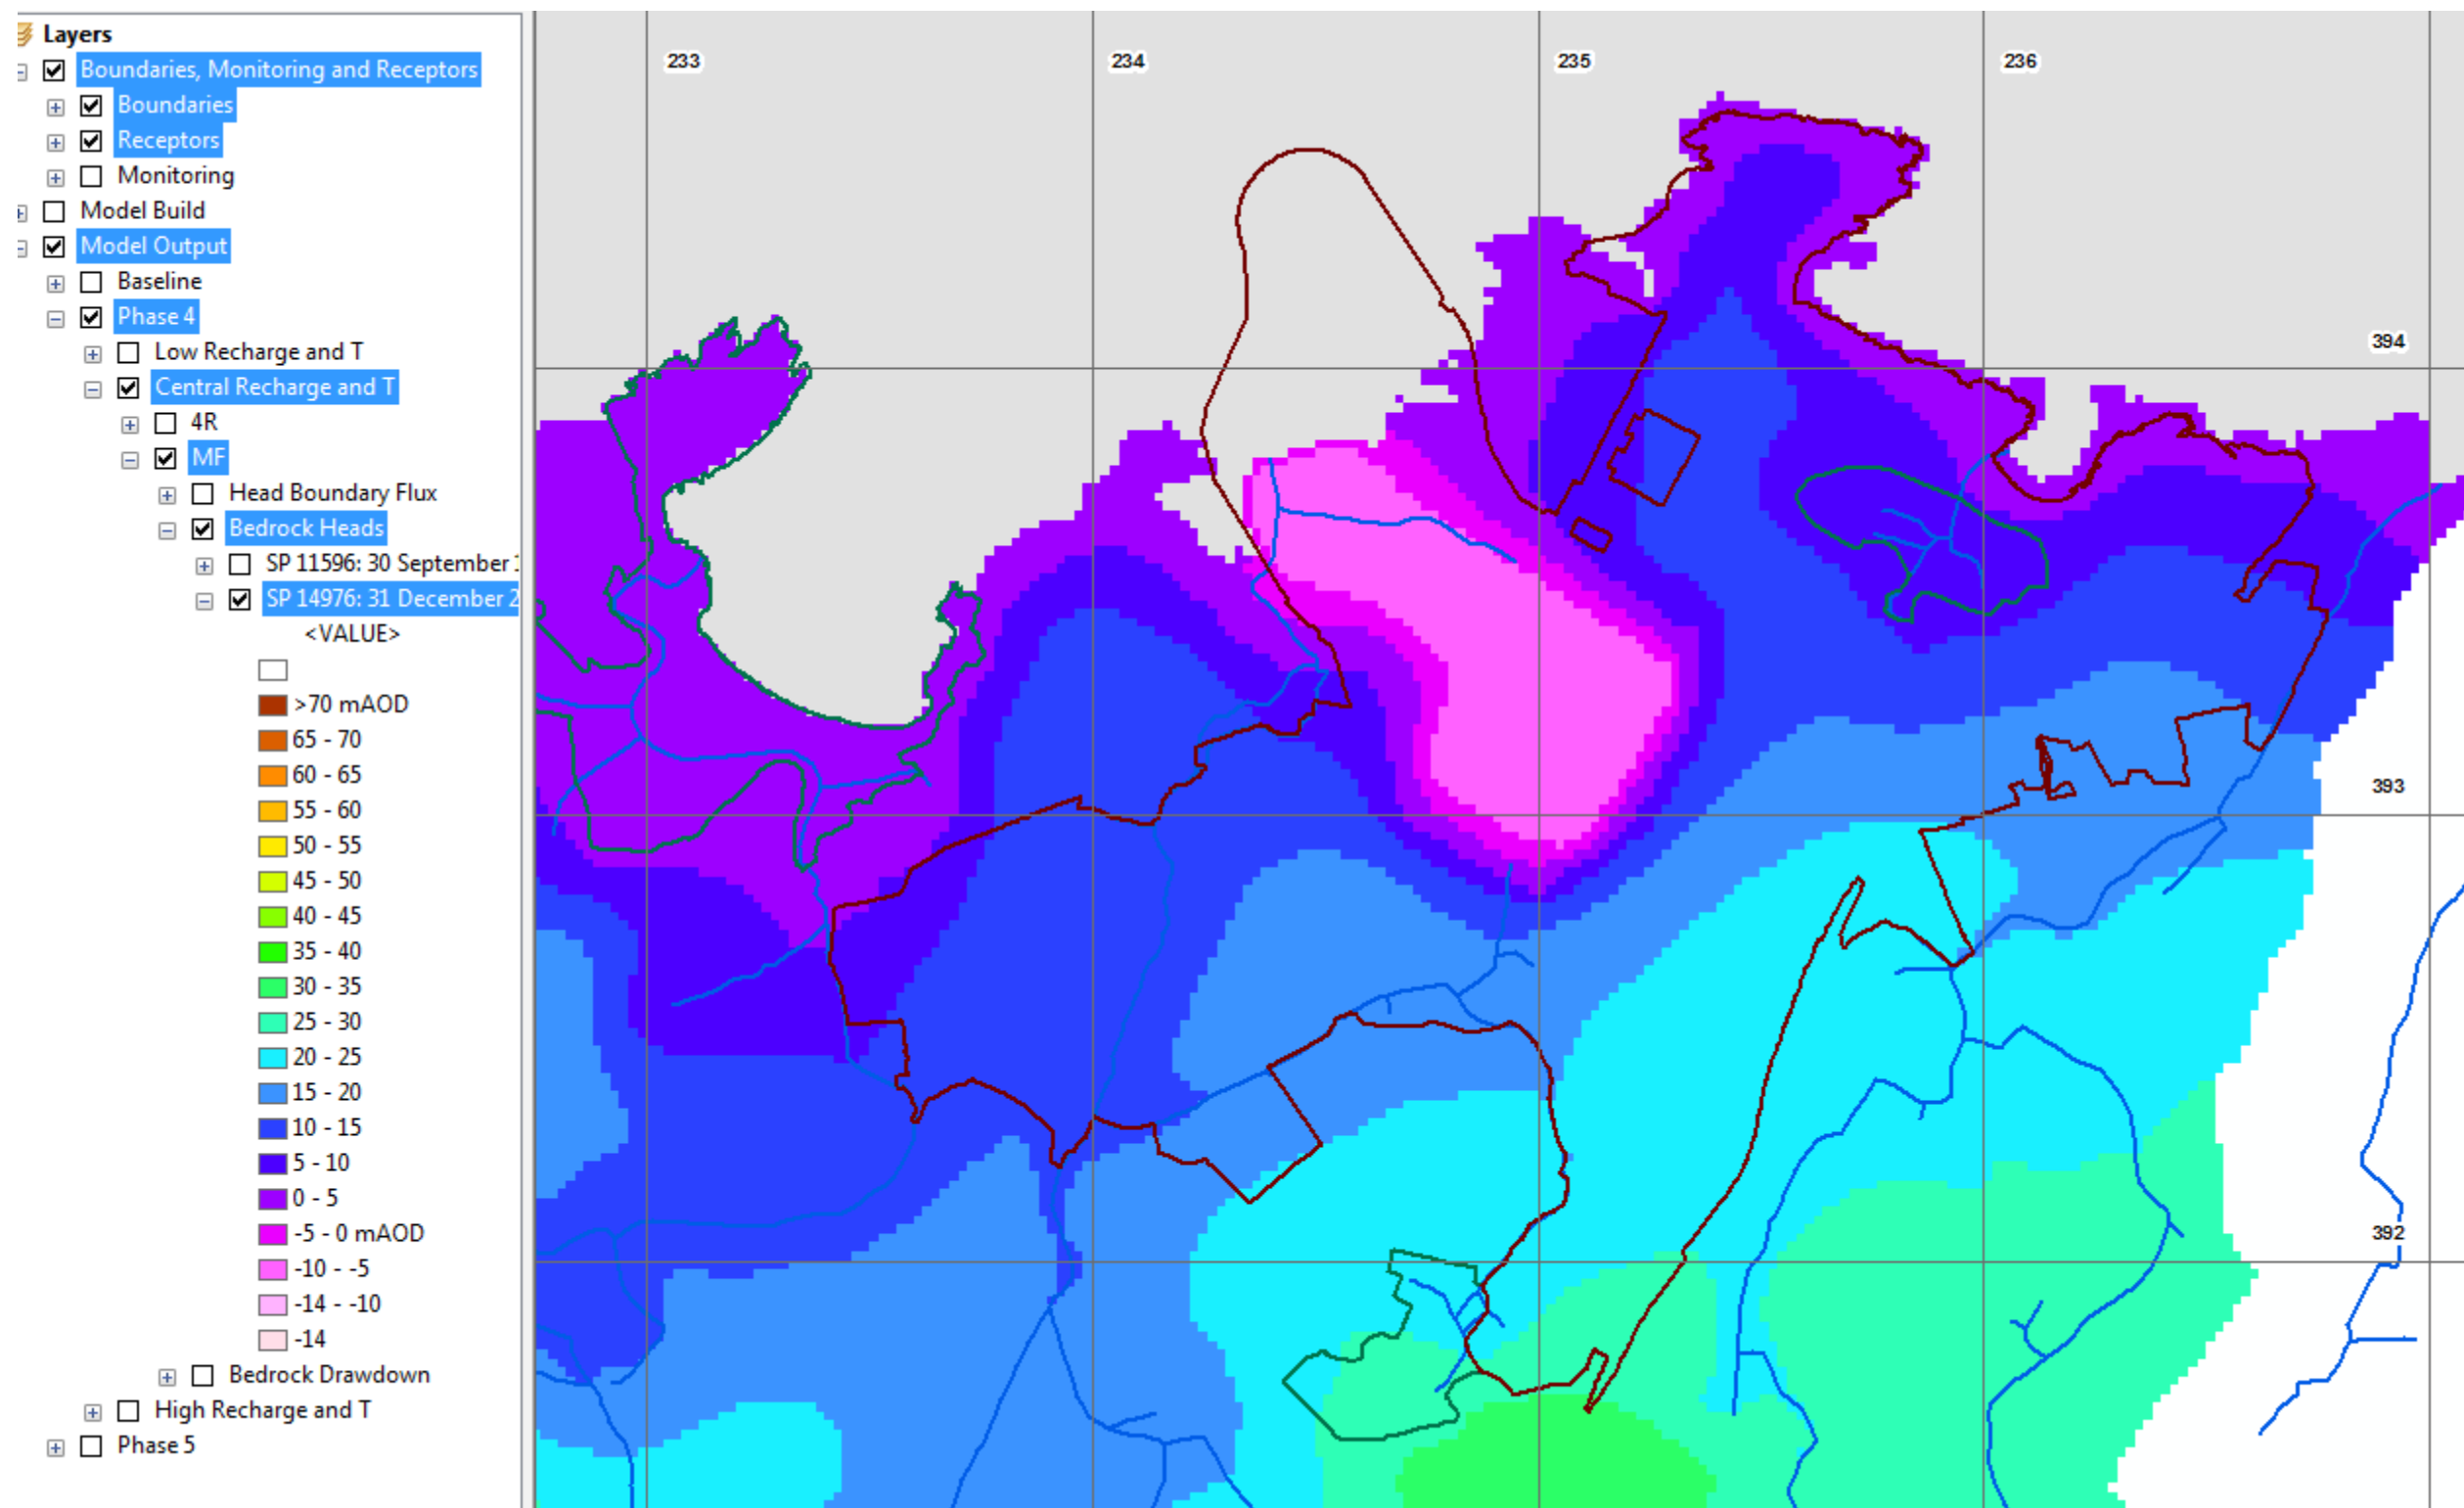 Layers
Boundaries, Monitoring and Receptors
Boundaries
Receptors
Monitoring
Model Build
Model Output
Baseline
Phase 4
Low Recharge and T
Central Recharge and T
4R
MF
Head Boundary Flux
Bedrock Heads
SP 11596: 30 September
SP 14976: 31 December 2
<VALUE>
>70 mAOD
65 - 70
60 - 65
55 - 60
50 - 55
45 - 50
40 - 45
35 - 40
30 - 35
25 - 30
20 - 25
15 - 20
10 - 15
5 - 10
0 - 5
-5 - 0 mAOD
-10 - -5
-14 - -10
-14
Bedrock Drawdown
High Recharge and T
Phase 5
233
234
235
236
394
393
392